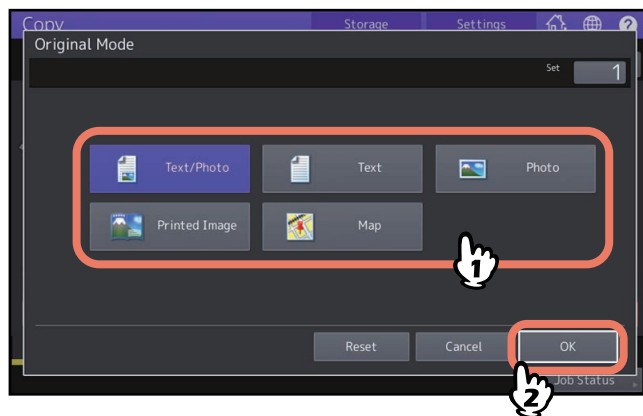 Copy Storage Settings ?
Original Mode
Set 1
Text/Photo Text Photo
Printed Image Map
1
Reset Cancel OK
2
Job Status